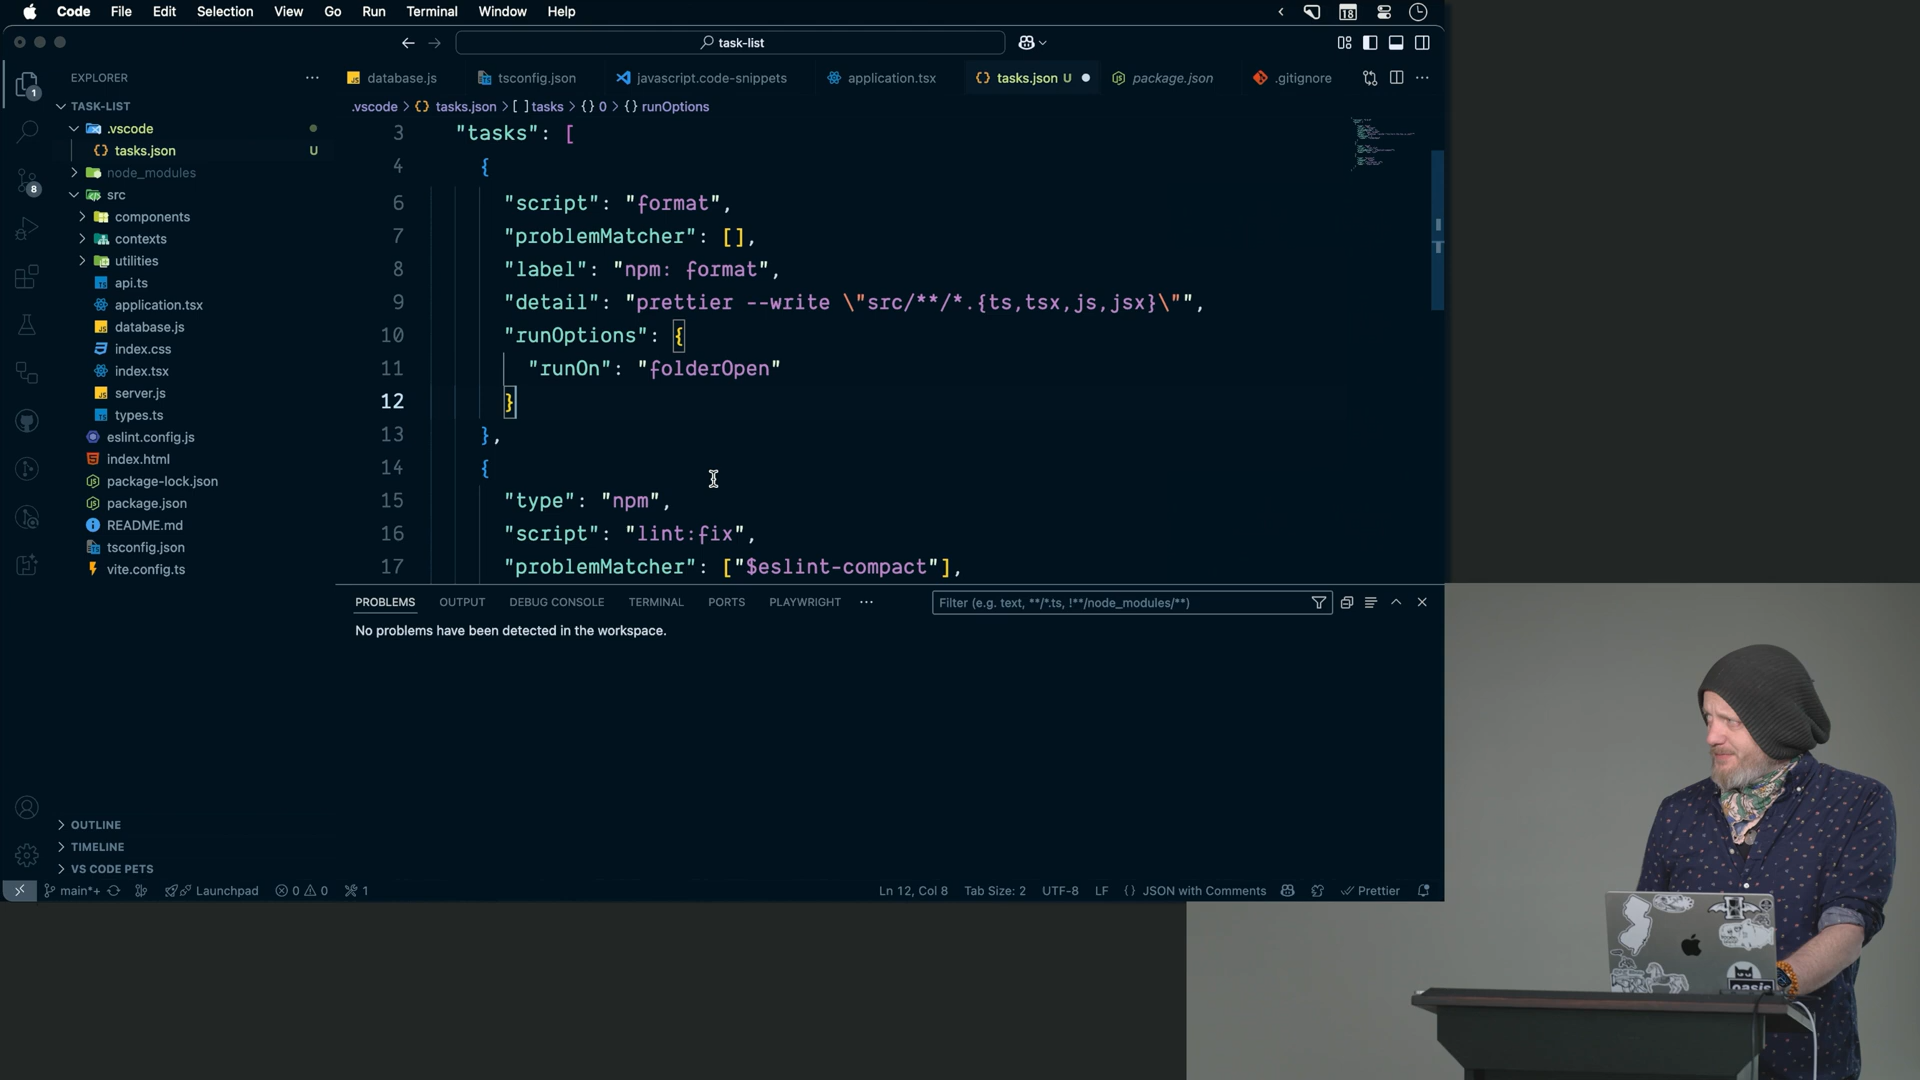 Code File Edit Selection View Go Run Terminal Window Help
18
task-list
EXPLORER
1
TASK-LIST
.vscode
tasks.json U
node_modules
8
src
components
contexts
utilities
api.ts
application.tsx
database.js
index.css
index.tsx
server.js
types.ts
eslint.config.js
index.html
package-lock.json
package.json
README.md
tsconfig.json
vite.config.ts
OUTLINE
TIMELINE
VS CODE PETS
database.js tsconfig.json javascript.code-snippets application.tsx tasks.json U package.json .gitignore
.vscode > {} tasks.json > [ ] tasks > {} 0 > {} runOptions
3 "tasks": [
4 {
6 "script": "format",
7 "problemMatcher": [],
8 "label": "npm: format",
9 "detail": "prettier --write \"src/**/*.{ts,tsx,js,jsx}\"",
10 "runOptions": {
11 "runOn": "folderOpen"
12 }
13 },
14 {
15 "type": "npm",
16 "script": "lint:fix",
17 "problemMatcher": ["$eslint-compact"],
PROBLEMS OUTPUT DEBUG CONSOLE TERMINAL PORTS PLAYWRIGHT Filter (e.g. text, **/*.ts, !**/node_modules/**)
No problems have been detected in the workspace.
main*+ Launchpad 0 0 1 Ln 12, Col 8 Tab Size: 2 UTF-8 LF {} JSON with Comments Prettier
oasis